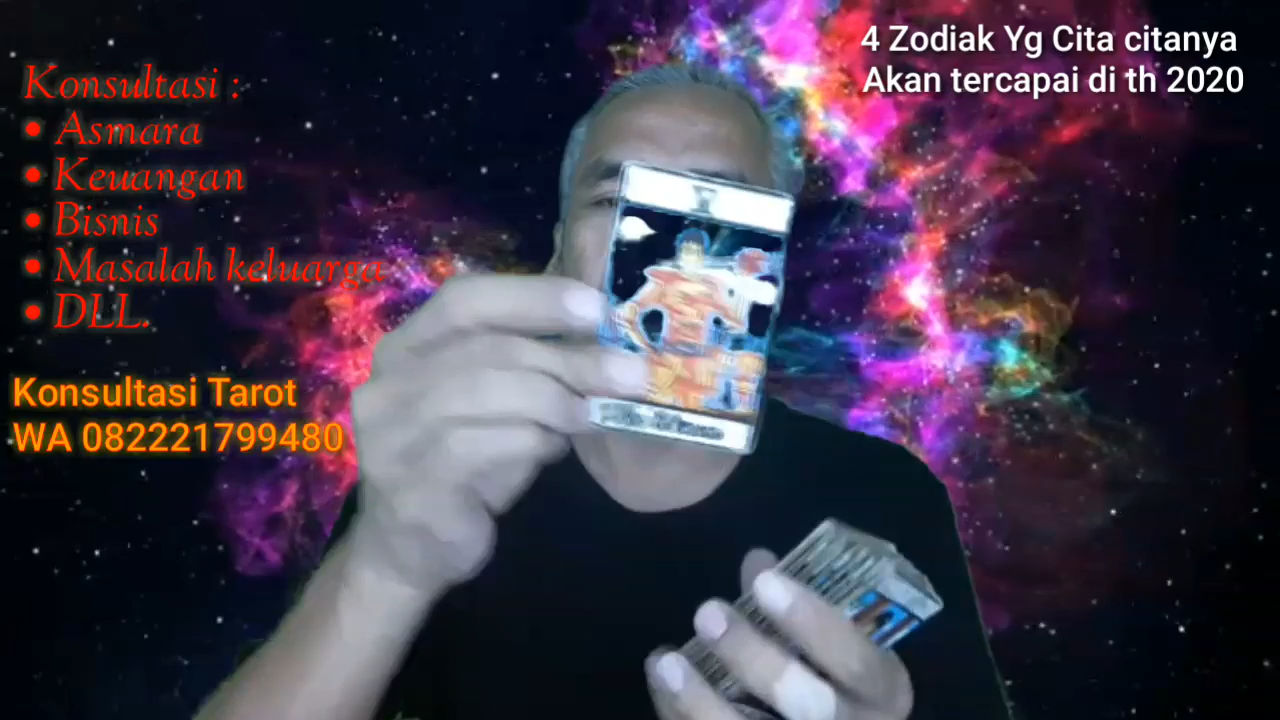 Konsultasi :
• Asmara
• Keuangan
• Bisnis
• Masalah keluarga
• DLL.
Konsultasi Tarot
WA 082221799480
4 Zodiak Yg Cita citanya
Akan tercapai di th 2020